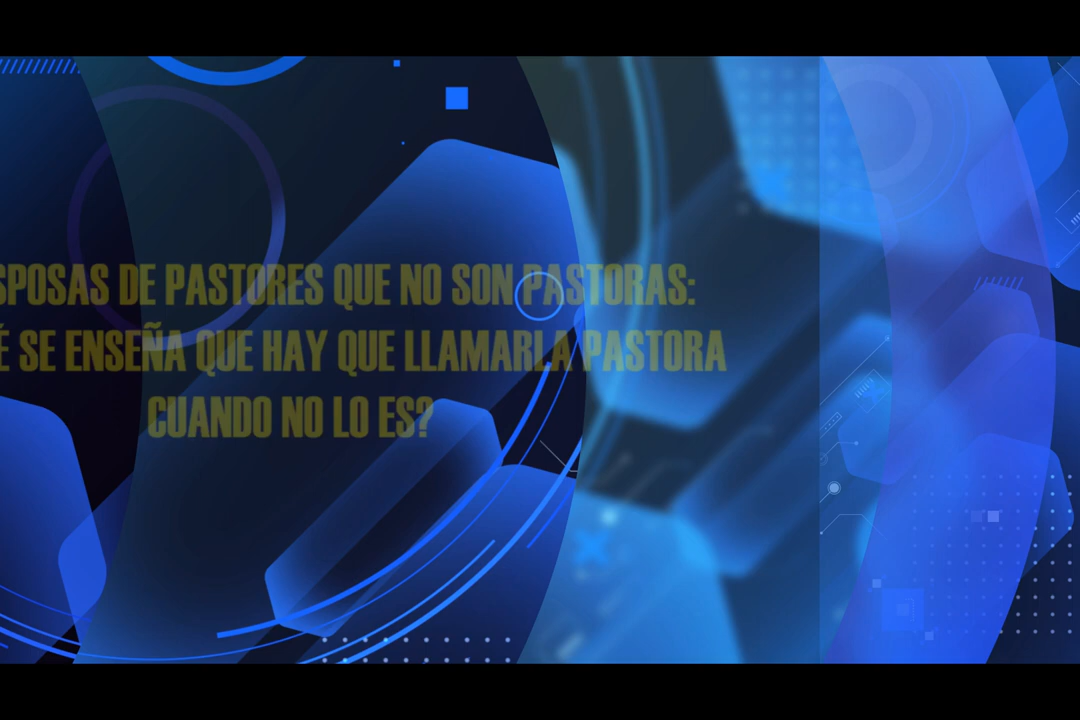 SPOSAS DE PASTORES QUE NO SON PASTORAS:
É SE ENSEÑA QUE HAY QUE LLAMARLA PASTORA
CUANDO NO LO ES?